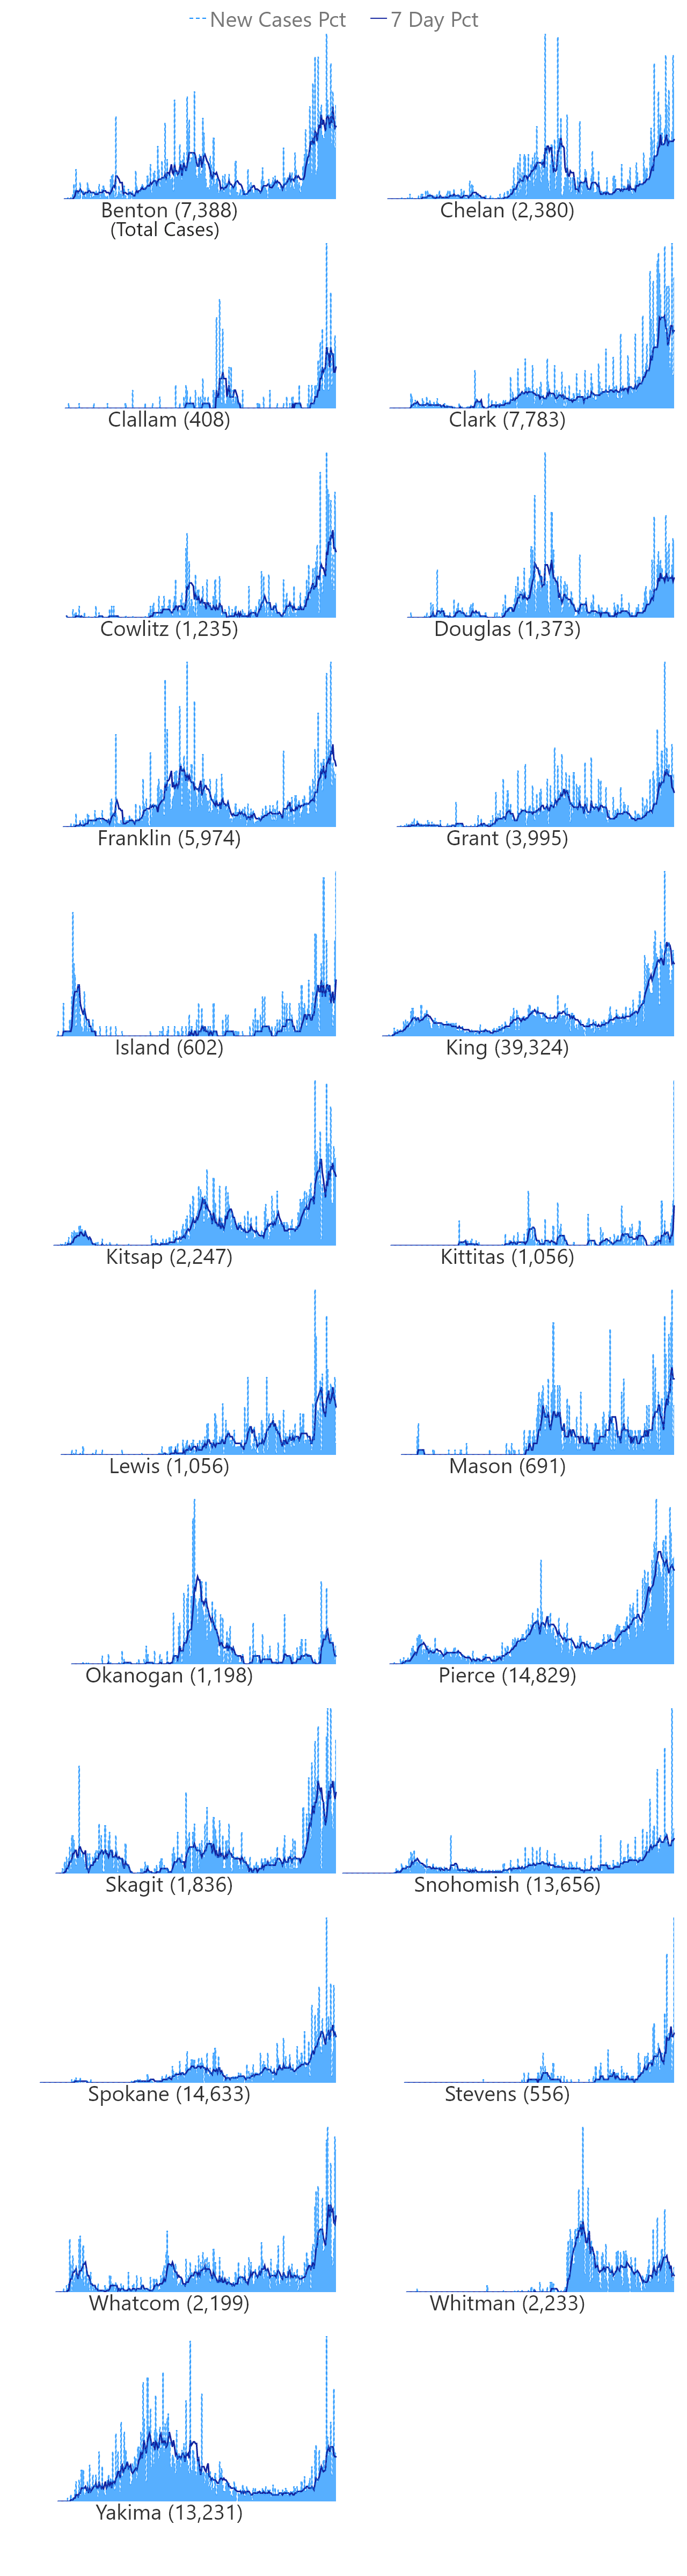 New Cases Pct 7 Day Pct
Benton (7,388) Chelan (2,380)
(Total Cases)
Clallam (408) Clark (7,783)
Cowlitz (1,235) Douglas (1,373)
Franklin (5,974) Grant (3,995)
Island (602) King (39,324)
Kitsap (2,247) Kittitas (1,056)
Lewis (1,056) Mason (691)
Okanogan (1,198) Pierce (14,829)
Skagit (1,836) Snohomish (13,656)
Spokane (14,633) Stevens (556)
Whatcom (2,199) Whitman (2,233)
Yakima (13,231)